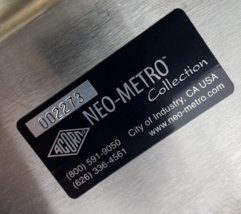 002273
NEO-METRO™
Collection
ACORN
City of Industry, CA USA
(800) 591-9050
www.neo-metro.com
(626) 336-4561